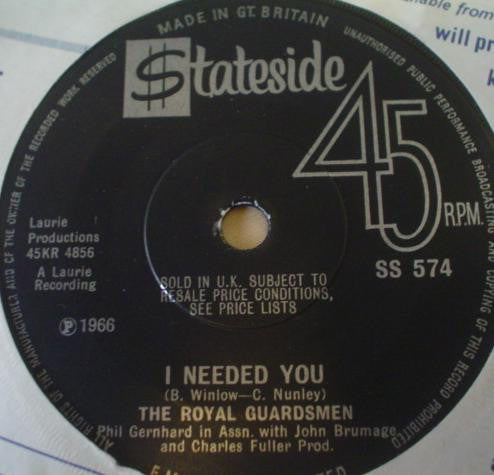 nable from
will pr
k
MADE IN GT. BRITAIN
UNAUTHORISED PUBLIC PERFORMANCE BROADCASTING AND COPYING OF THIS RECORD PROHIBITED
ALL RIGHTS OF THE MANUFACTURER AND OF THE OWNER OF THE RECORDED WORK RESERVED
$tateside
45
R.P.M.
SS 574
Laurie
Productions
45KR 4856
A Laurie
Recording
Ⓟ 1966
SOLD IN U.K. SUBJECT TO
RESALE PRICE CONDITIONS,
SEE PRICE LISTS
I NEEDED YOU
(B. Winlow—C. Nunley)
THE ROYAL GUARDSMEN
Phil Gernhard in Assn. with John Brumage
and Charles Fuller Prod.